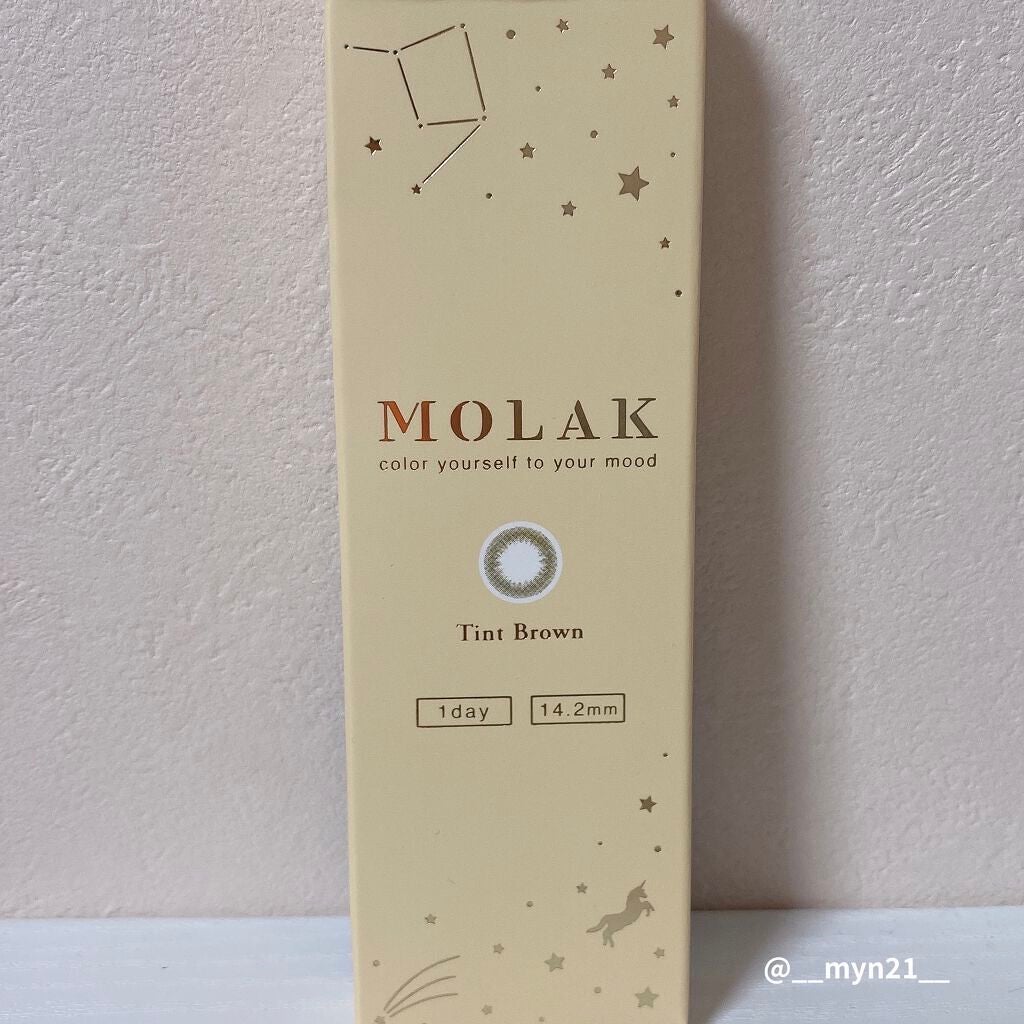 MOLAK
color yourself to your mood
Tint Brown
1day 14.2mm
@__myn21__